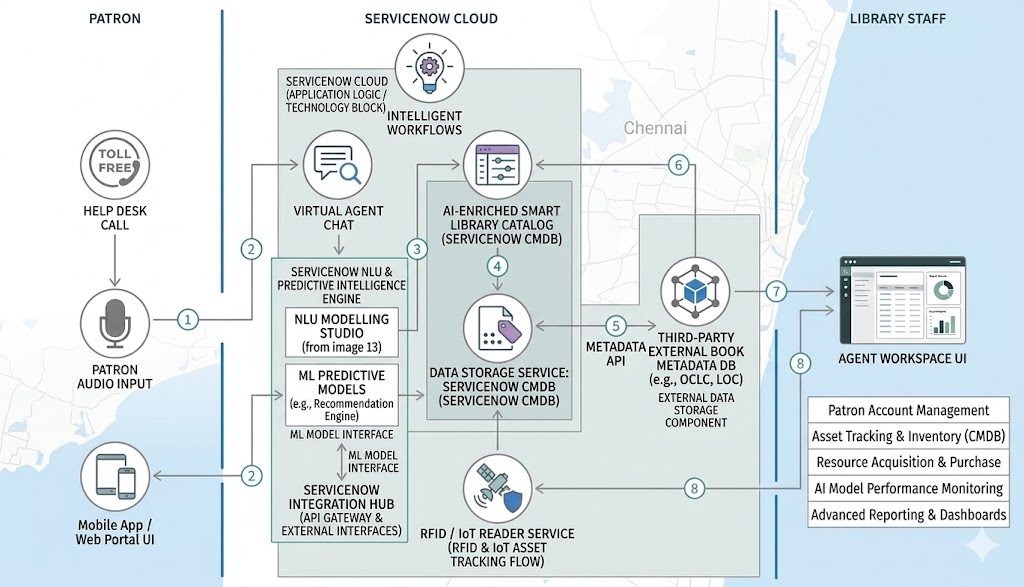 PATRON
SERVICENOW CLOUD
LIBRARY STAFF
SERVICENOW CLOUD
(APPLICATION LOGIC /
TECHNOLOGY BLOCK)
INTELLIGENT
WORKFLOWS
Chennai
TOLL
FREE
HELP DESK
CALL
VIRTUAL AGENT
CHAT
AI-ENRICHED SMART
LIBRARY CATALOG
(SERVICENOW CMDB)
6
2
3
4
SERVICENOW NLU &
PREDICTIVE INTELLIGENCE
ENGINE
NLU MODELLING
STUDIO
(from image 13)
1
PATRON
AUDIO INPUT
5
METADATA
API
7
THIRD-PARTY
EXTERNAL BOOK
METADATA DB
(e.g., OCLC, LOC)
EXTERNAL DATA
STORAGE
COMPONENT
8
AGENT WORKSPACE UI
ML PREDICTIVE
MODELS
(e.g., Recommendation
Engine)
DATA STORAGE SERVICE:
SERVICENOW CMDB
(SERVICENOW CMDB)
ML MODEL INTERFACE
ML MODEL
INTERFACE
2
SERVICENOW
INTEGRATION HUB
(API GATEWAY &
EXTERNAL INTERFACES)
Mobile App /
Web Portal UI
RFID / IoT READER SERVICE
(RFID & IoT ASSET
TRACKING FLOW)
8
Patron Account Management
Asset Tracking & Inventory (CMDB)
Resource Acquisition & Purchase
AI Model Performance Monitoring
Advanced Reporting & Dashboards